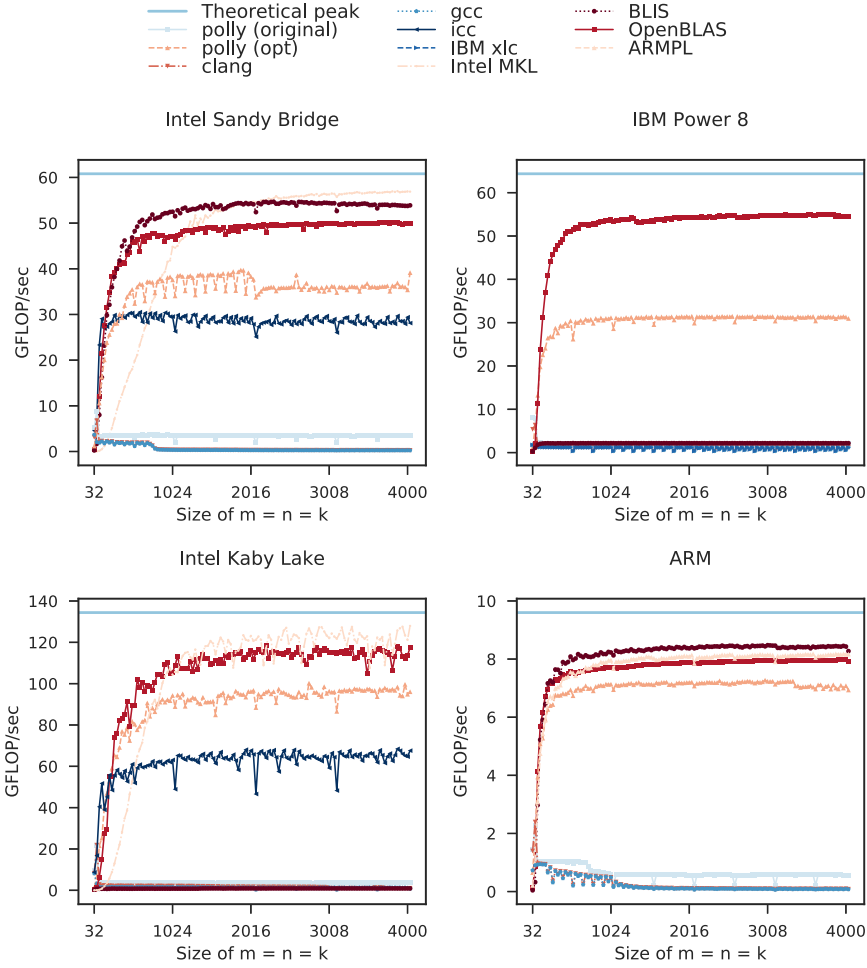 Theoretical peak gcc BLIS
polly (original) icc OpenBLAS
polly (opt) IBM xlc ARMPL
clang Intel MKL
Intel Sandy Bridge
GFLOP/sec
60
50
40
30
20
10
0
32 1024 2016 3008 4000
Size of m = n = k
IBM Power 8
GFLOP/sec
60
50
40
30
20
10
0
32 1024 2016 3008 4000
Size of m = n = k
Intel Kaby Lake
GFLOP/sec
140
120
100
80
60
40
20
0
32 1024 2016 3008 4000
Size of m = n = k
ARM
GFLOP/sec
10
8
6
4
2
0
32 1024 2016 3008 4000
Size of m = n = k